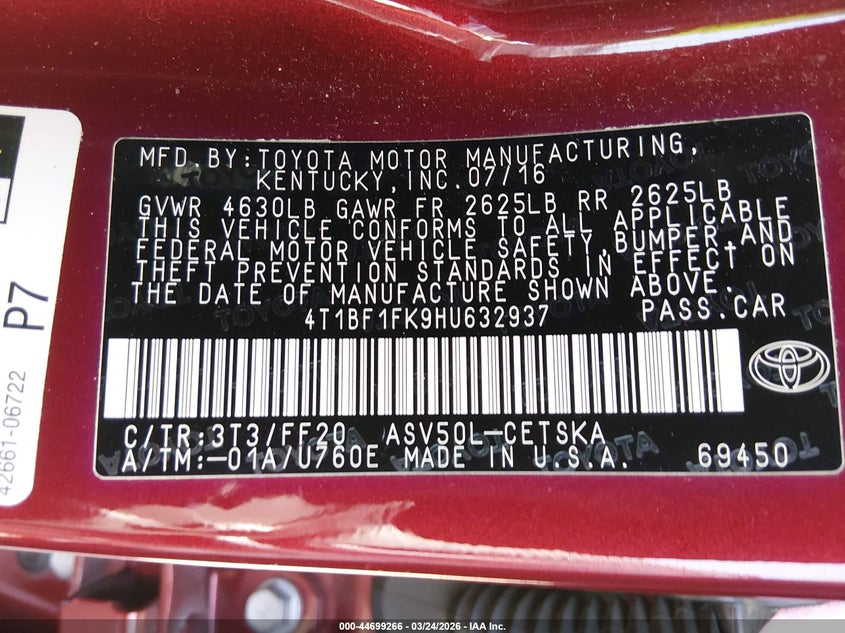 MFD.BY:TOYOTA MOTOR MANUFACTURING,
KENTUCKY,INC.07/16
GVWR 4630LB GAWR FR 2625LB RR 2625LB
THIS VEHICLE CONFORMS TO ALL APPLICABLE
FEDERAL MOTOR VEHICLE SAFETY,BUMPER,AND
THEFT PREVENTION STANDARDS IN EFFECT ON
THE DATE OF MANUFACTURE SHOWN ABOVE.
4T1BF1FK9HU632937 PASS.CAR
C/TR:3T3/FF20 ASV50L-CETSKA
A/TM:-01A/U760E MADE IN U.S.A. 69450
P7
42661-06722
000-44699266 - 03/24/2026 - IAA Inc.